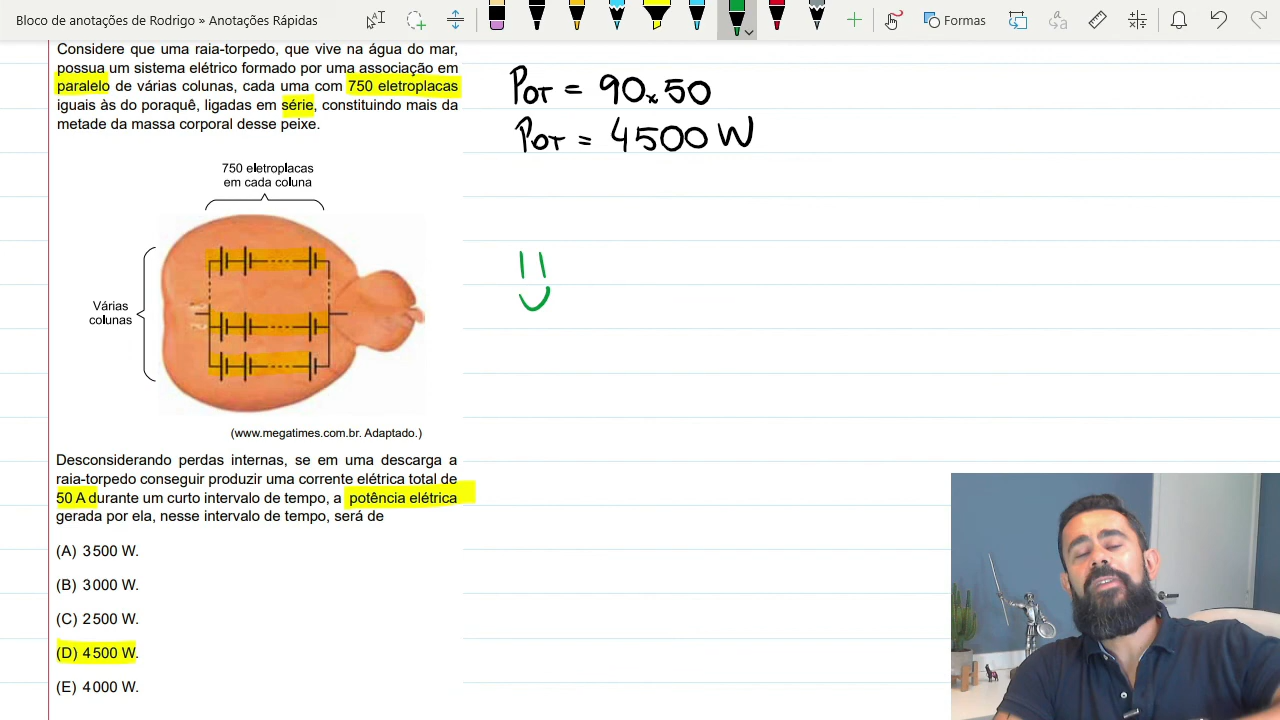 Bloco de notações de Rodrigo » Anotações Rápidas
Formas
Considere que uma raia-torpedo, que vive na água do mar,
possua um sistema elétrico formado por uma associação em
paralelo de várias colunas, cada uma com 750 eletroplacas
iguais às do poraquê, ligadas em série, constituindo mais da
metade da massa corporal desse peixe.
750 eletroplacas
em cada coluna
Várias
colunas
(www.megatimes.com.br. Adaptado.)
Desconsiderando perdas internas, se em uma descarga a
raia-torpedo conseguir produzir uma corrente elétrica total de
50 A durante um curto intervalo de tempo, a potência elétrica
gerada por ela, nesse intervalo de tempo, será de
(A) 3 500 W.
(B) 3 000 W.
(C) 2 500 W.
(D) 4 500 W.
(E) 4 000 W.
Pot = 90 x 50
Pot = 4500 W